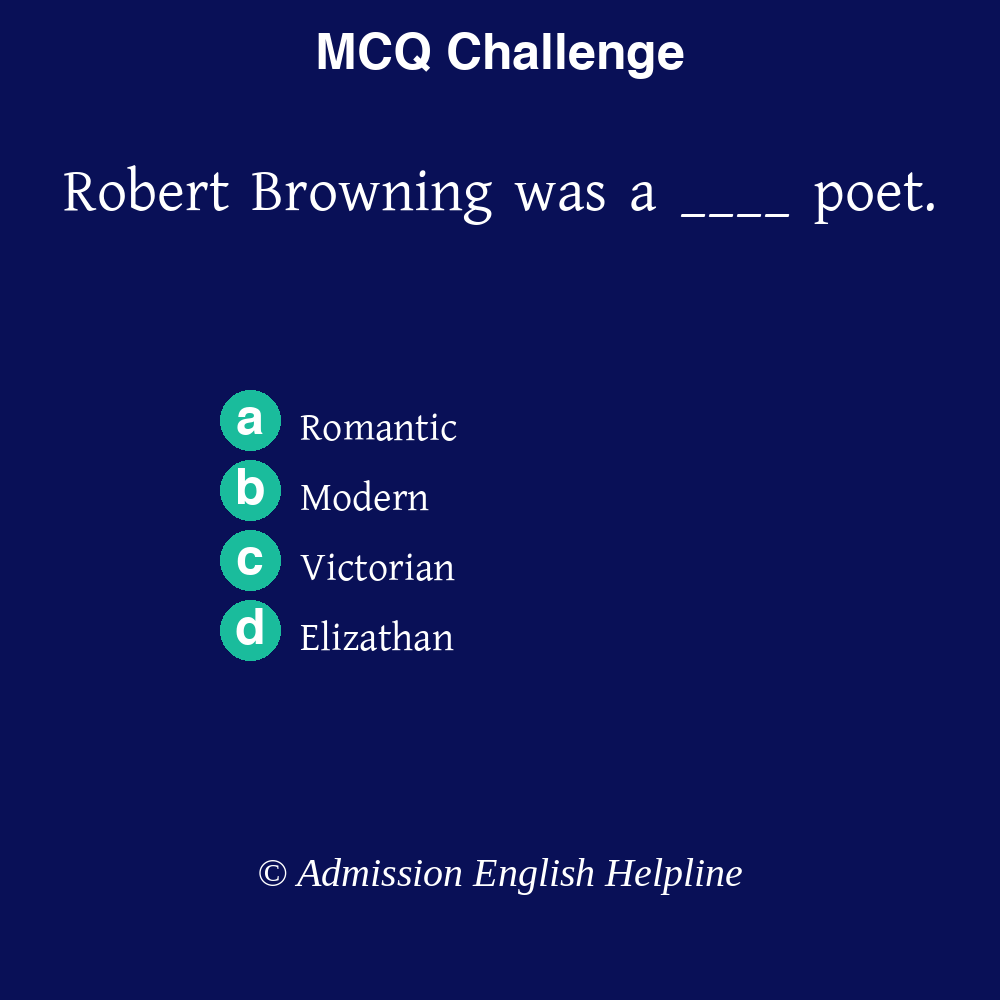 MCQ Challenge
Robert Browning was a ____ poet.
a Romantic
b Modern
c Victorian
d Elizathan
© Admission English Helpline